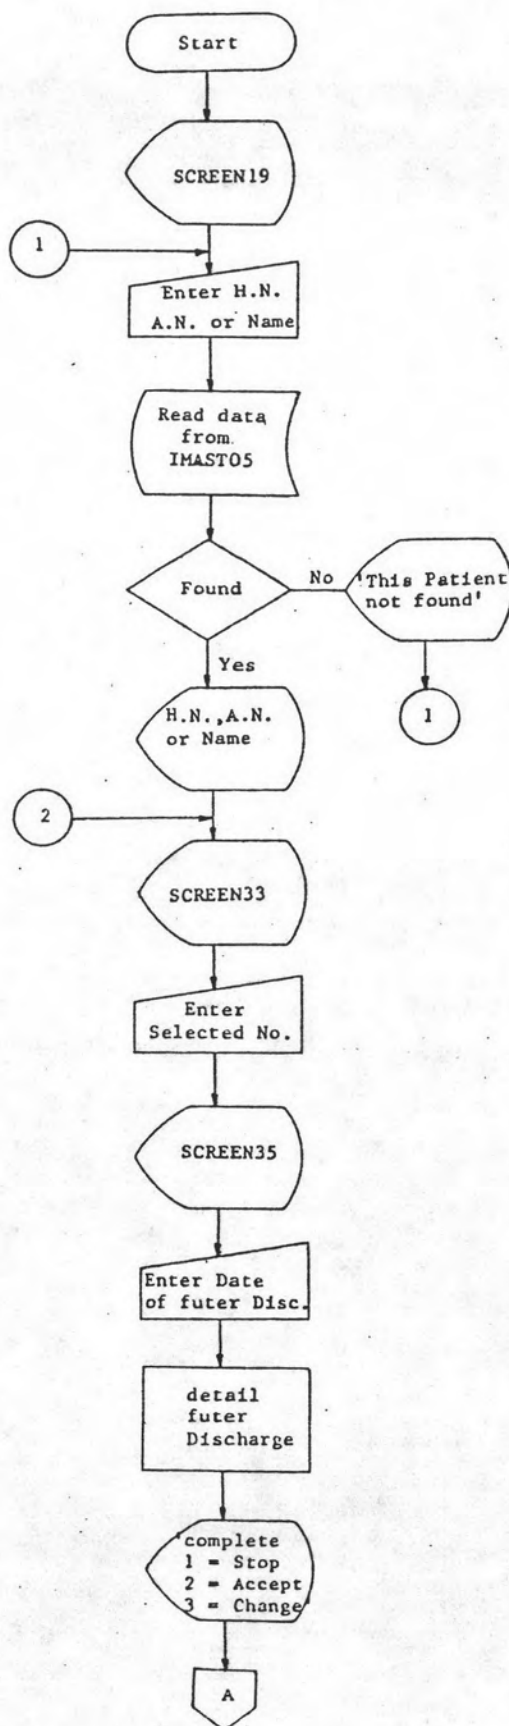 Start
SCREEN19
1
Enter H.N.
A.N. or Name
Read data
from.
IMAST05
Found
No
'This Patient
not found'
Yes
1
H.N.,A.N.
or Name
2
SCREEN33
Enter
Selected No.
SCREEN35
Enter Date
of futer Disc.
detail
futer
Discharge
'complete
1 = Stop
2 = Accept
3 = Change'
A